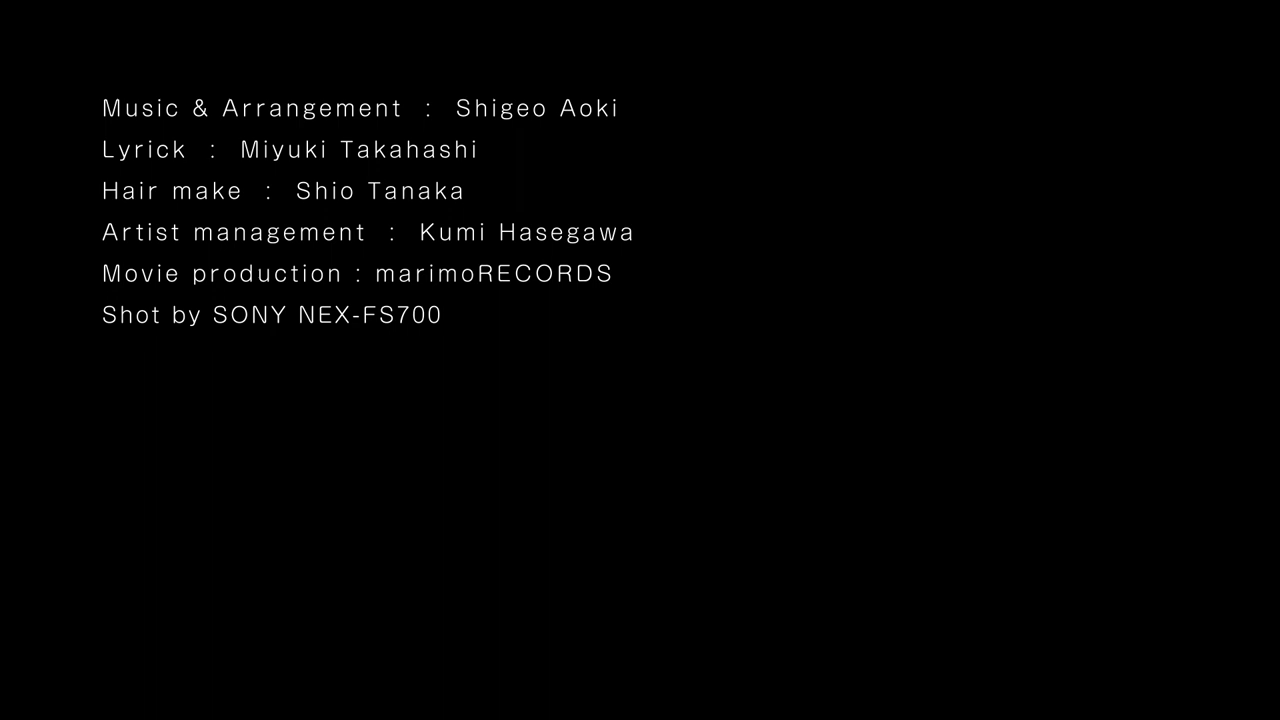 Music & Arrangement : Shigeo Aoki
Lyrick : Miyuki Takahashi
Hair make : Shio Tanaka
Artist management : Kumi Hasegawa
Movie production : marimoRECORDS
Shot by SONY NEX-FS700